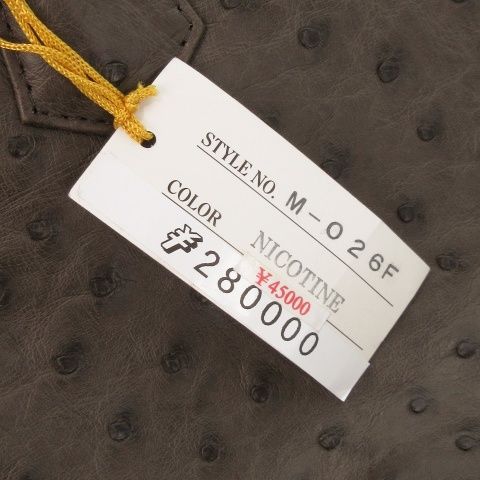 STYLE NO. M-026F
COLOR NICOTINE
¥45000
¥280000